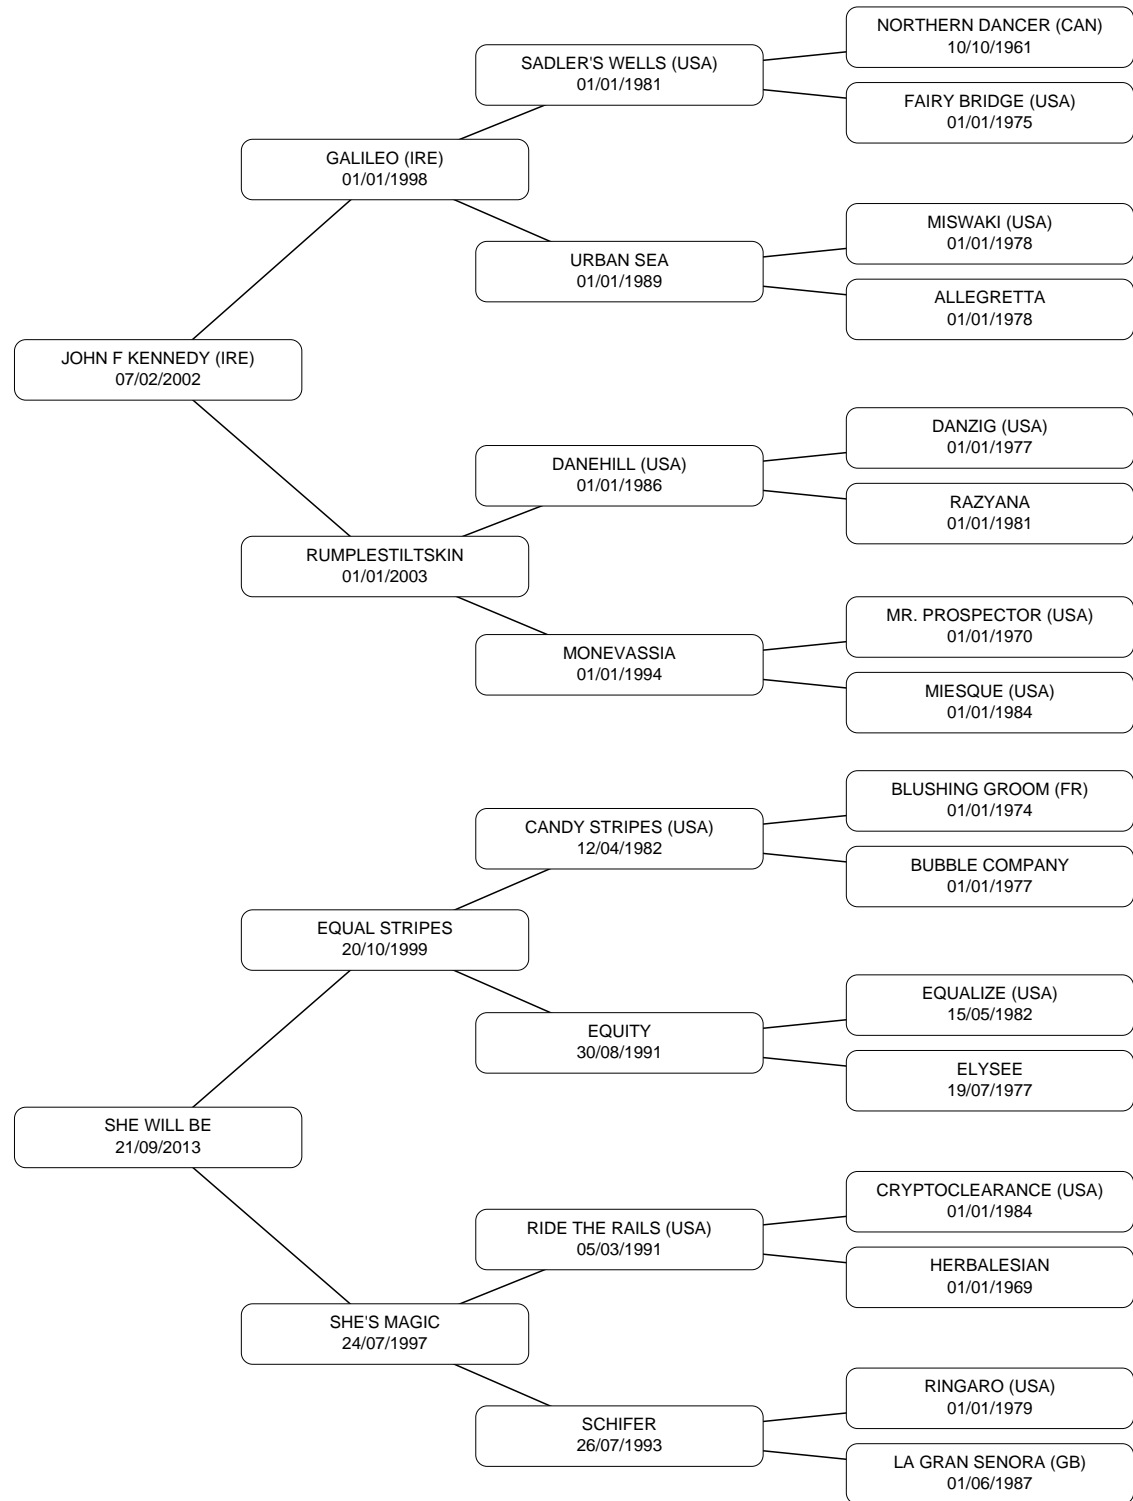 NORTHERN DANCER (CAN)
10/10/1961
SADLER'S WELLS (USA)
01/01/1981
FAIRY BRIDGE (USA)
01/01/1975
GALILEO (IRE)
01/01/1998
MISWAKI (USA)
01/01/1978
URBAN SEA
01/01/1989
ALLEGRETTA
01/01/1978
JOHN F KENNEDY (IRE)
07/02/2002
DANZIG (USA)
01/01/1977
DANEHILL (USA)
01/01/1986
RAZYANA
01/01/1981
RUMPLESTILTSKIN
01/01/2003
MR. PROSPECTOR (USA)
01/01/1970
MONEVASSIA
01/01/1994
MIESQUE (USA)
01/01/1984
BLUSHING GROOM (FR)
01/01/1974
CANDY STRIPES (USA)
12/04/1982
BUBBLE COMPANY
01/01/1977
EQUAL STRIPES
20/10/1999
EQUALIZE (USA)
15/05/1982
EQUITY
30/08/1991
ELYSEE
19/07/1977
SHE WILL BE
21/09/2013
CRYPTOCLEARANCE (USA)
01/01/1984
RIDE THE RAILS (USA)
05/03/1991
HERBALESIAN
01/01/1969
SHE'S MAGIC
24/07/1997
RINGARO (USA)
01/01/1979
SCHIFER
26/07/1993
LA GRAN SENORA (GB)
01/06/1987